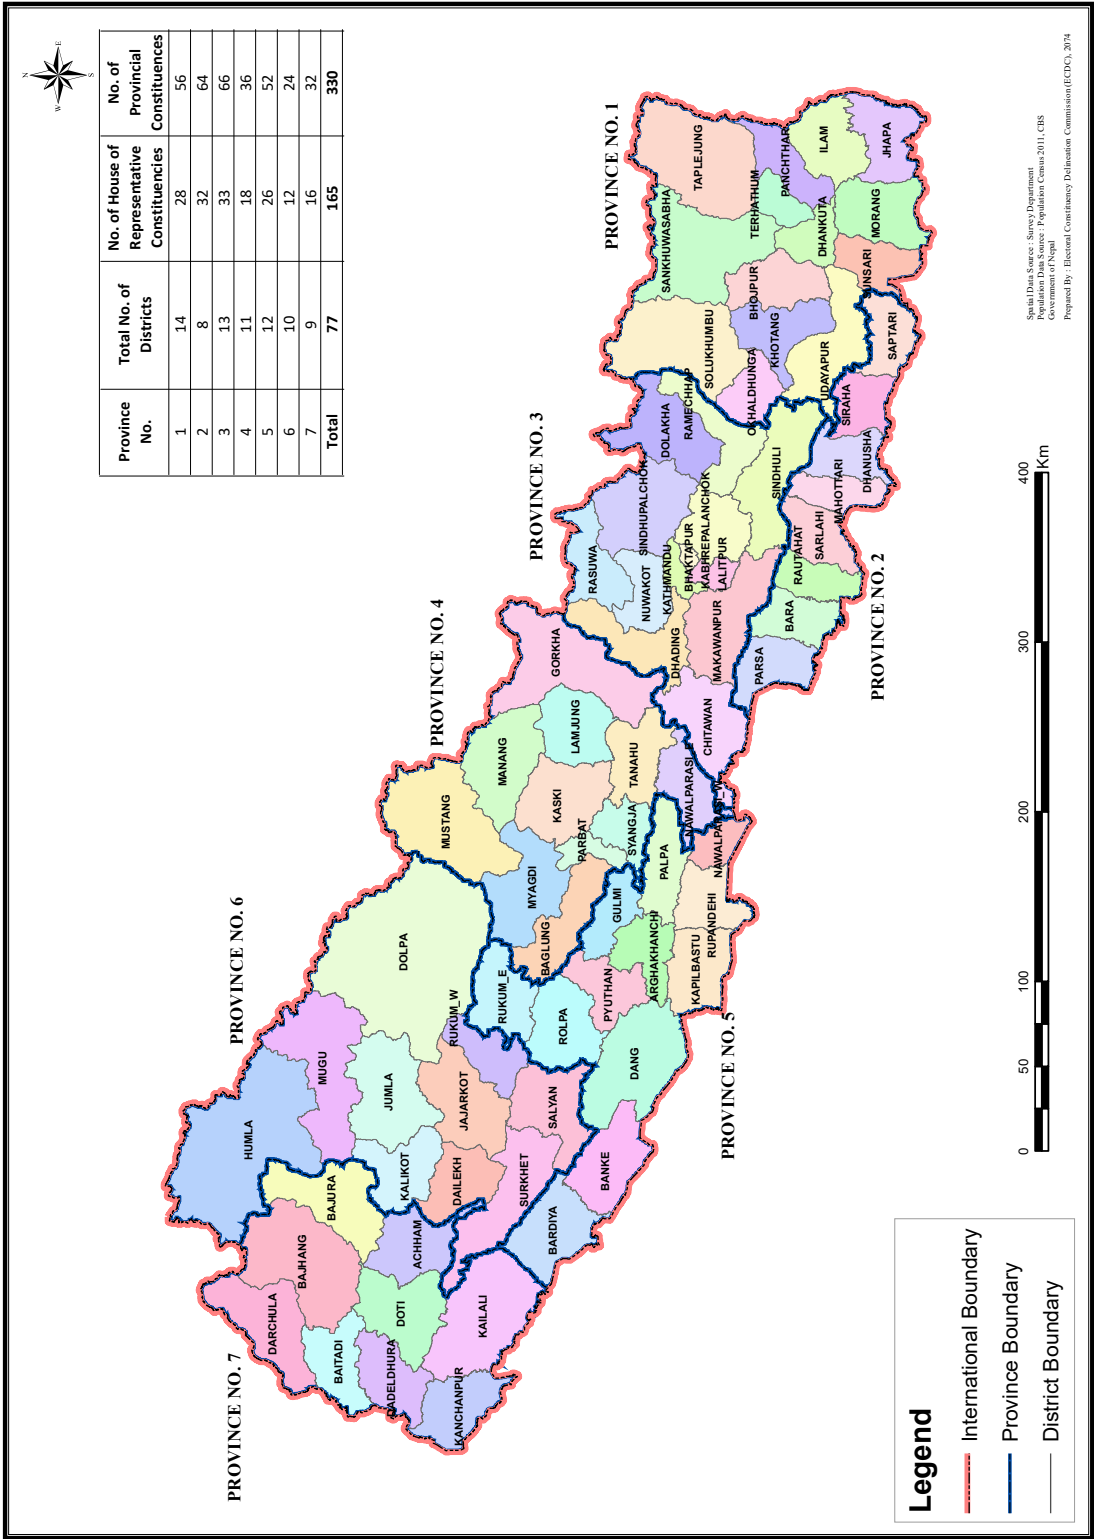 N
E
S
W
Province No.
Total No. of Districts
No. of House of Representative Constituencies
No. of Provincial Constituences
1 14 28 56
2 8 32 64
3 13 33 66
4 11 18 36
5 12 26 52
6 10 12 24
7 9 16 32
Total 77 165 330
PROVINCE NO. 7
DARCHULA
BAJHANG
BAJURA
BAITADI
DADELDHURA
DOTI
ACHHAM
KANCHANPUR
KAILALI
PROVINCE NO. 6
HUMLA
MUGU
DOLPA
JUMLA
KALIKOT
DAILEKH
JAJARKOT
RUKUM_W
SALYAN
SURKHET
PROVINCE NO. 5
BARDIYA
BANKE
DANG
ROLPA
RUKUM_E
PYUTHAN
ARGHAKHANCHI
GULMI
PALPA
KAPILBASTU
RUPANDEHI
NAWALPARASI_W
PROVINCE NO. 4
MUSTANG
MANANG
GORKHA
LAMJUNG
KASKI
MYAGDI
PARBAT
BAGLUNG
SYANGJA
TANAHU
NAWALPARASI_E
PROVINCE NO. 3
RASUWA
NUWAKOT
SINDHUPALCHOK
DOLAKHA
RAMECHHAP
KATHMANDU
BHAKTAPUR
KABHREPALANCHOK
LALITPUR
DHADING
MAKAWANPUR
CHITAWAN
SINDHULI
PROVINCE NO. 2
PARSA
BARA
RAUTAHAT
SARLAHI
MAHOTTARI
DHANUSHA
SIRAHA
SAPTARI
PROVINCE NO. 1
TAPLEJUNG
SANKHUWASABHA
SOLUKHUMBU
PANCHTHAR
TERHATHUM
ILAM
JHAPA
DHANKUTA
MORANG
SUNSARI
BHOJPUR
KHOTANG
OKHALDHUNGA
UDAYAPUR
Legend
International Boundary
Province Boundary
District Boundary
0 50 100 200 300 400
Km
Spatial Data Source : Survey Department
Population Data Source : Population Census 2011, CBS
Government of Nepal
Prepared By : Electoral Constituency Delineation Commission (ECDC), 2074